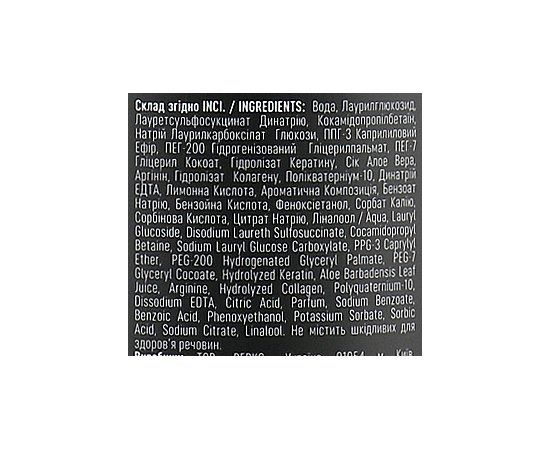 Склад згідно INCI. / INGREDIENTS: Вода, Лаурилглюкозид,
Лауретсульфосукцинат Динатрію, Кокамідопропілбетаїн,
Натрій Лаурилкарбоксілат Глюкози, ППГ-3 Каприлиловий
Ефір, ПЕГ-200 Гідрогенізований Гліцерилпальмат, ПЕГ-7
Гліцерил Кокоат, Гідролізат Кератину, Сік Алое Вера,
Аргінін, Гідролізат Колагену, Полікватерніум-10, Динатрій
ЕДТА, Лимонна Кислота, Ароматична Композиція, Бензоат
Натрію, Бензойна Кислота, Феноксіетанол, Сорбат Калію,
Сорбінова Кислота, Цитрат Натрію, Ліналоол / Aqua, Lauryl
Glucoside, Disodium Laureth Sulfosuccinate, Cocamidopropyl
Betaine, Sodium Lauryl Glucose Carboxylate, PPG-3 Caprylyl
Ether, PEG-200 Hydrogenated Glyceryl Palmate, PEG-7
Glyceryl Cocoate, Hydrolyzed Keratin, Aloe Barbadensis Leaf
Juice, Arginine, Hydrolyzed Collagen, Polyquaternium-10,
Dissodium EDTA, Citric Acid, Parfum, Sodium Benzoate,
Benzoic Acid, Phenoxyethanol, Potassium Sorbate, Sorbic
Acid, Sodium Citrate, Linalool. Не містить шкідливих для
здоров'я речовин.